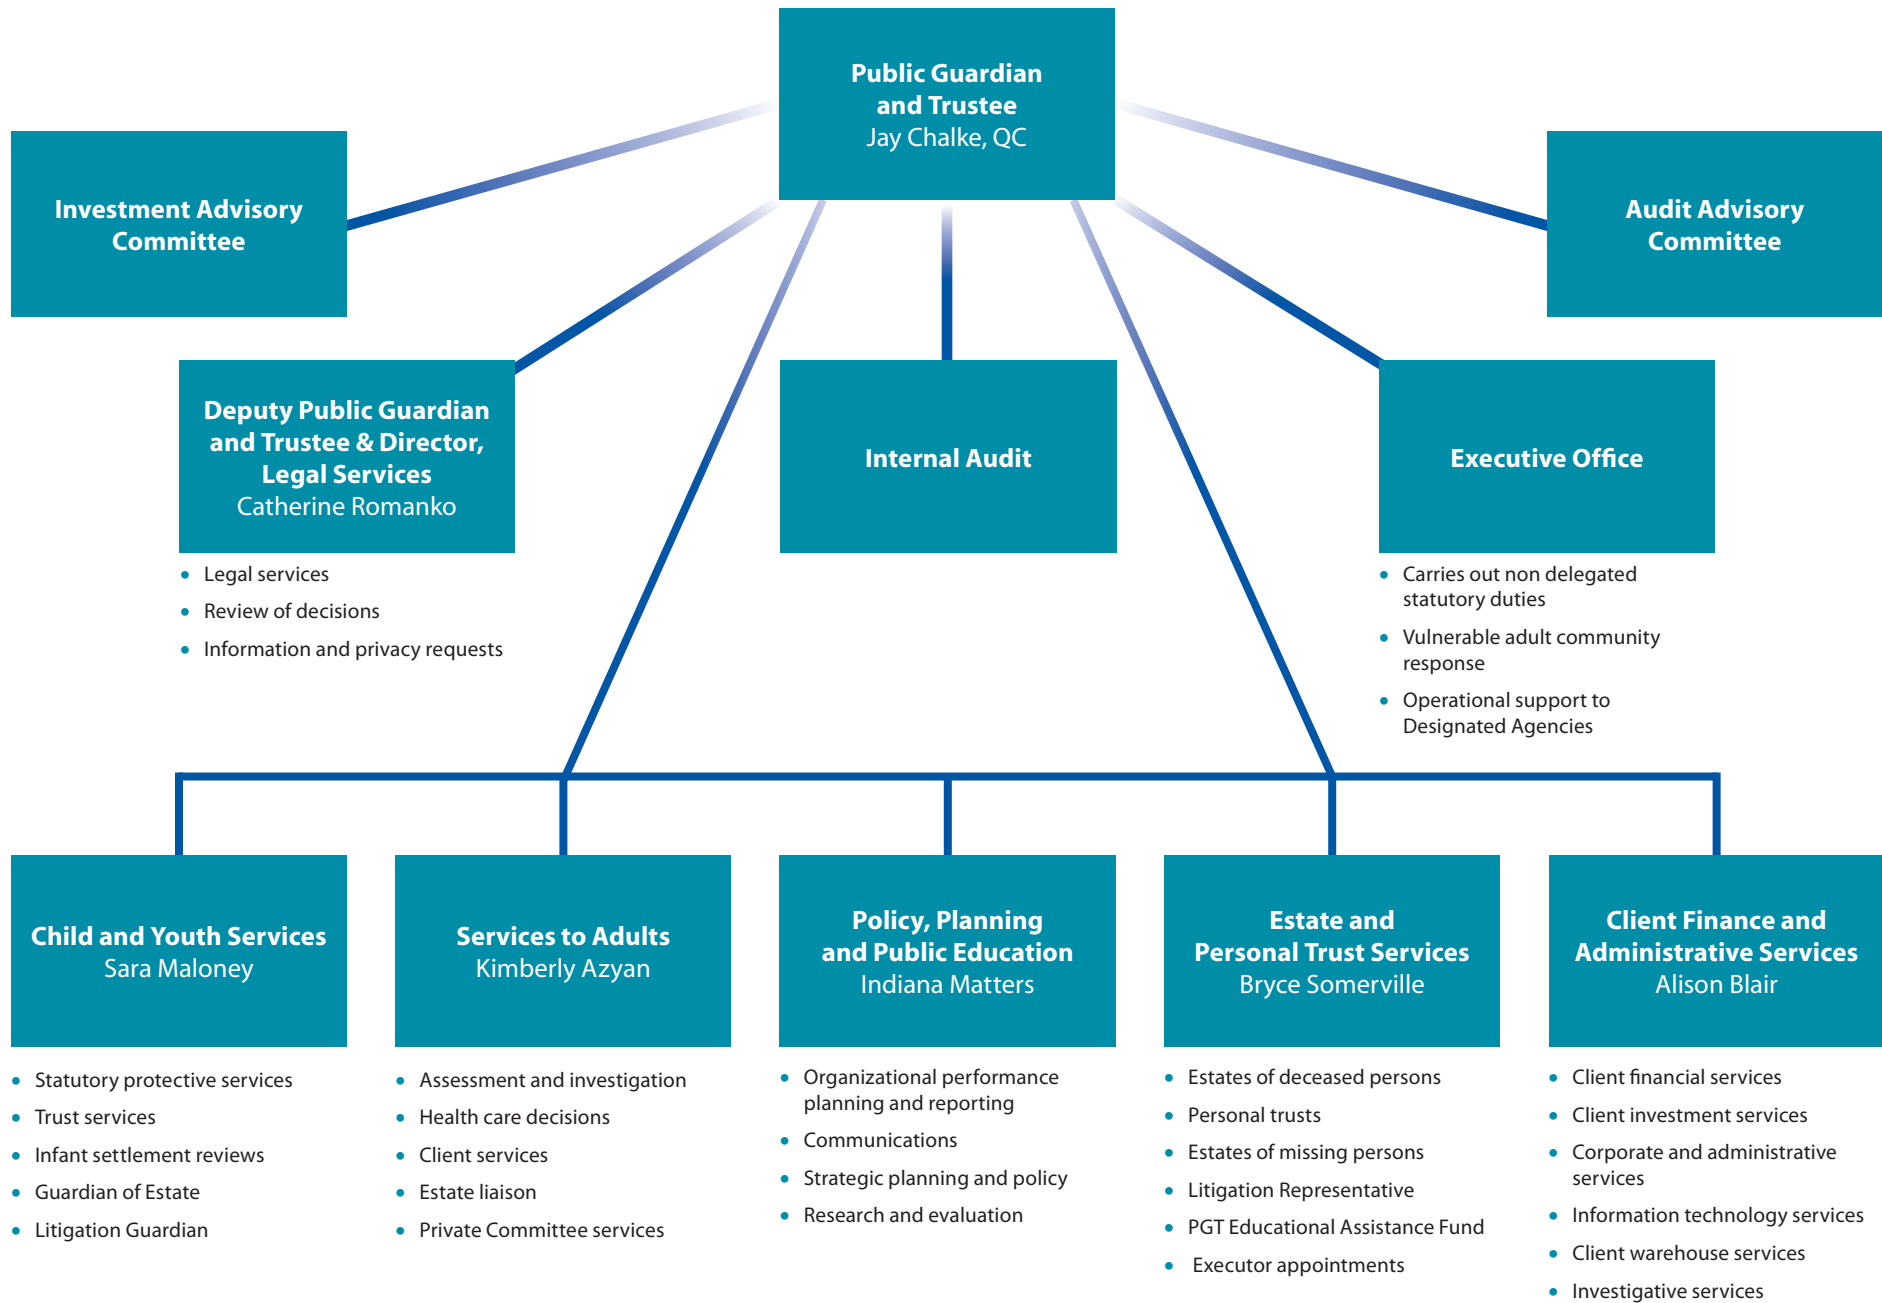 Public Guardian
and Trustee
Jay Chalke, QC
Investment Advisory
Committee
Audit Advisory
Committee
Deputy Public Guardian
and Trustee & Director,
Legal Services
Catherine Romanko
• Legal services
• Review of decisions
• Information and privacy requests
Internal Audit
Executive Office
• Carries out non delegated
statutory duties
• Vulnerable adult community
response
• Operational support to
Designated Agencies
Child and Youth Services
Sara Maloney
• Statutory protective services
• Trust services
• Infant settlement reviews
• Guardian of Estate
• Litigation Guardian
Services to Adults
Kimberly Azyan
• Assessment and investigation
• Health care decisions
• Client services
• Estate liaison
• Private Committee services
Policy, Planning
and Public Education
Indiana Matters
• Organizational performance
planning and reporting
• Communications
• Strategic planning and policy
• Research and evaluation
Estate and
Personal Trust Services
Bryce Somerville
• Estates of deceased persons
• Personal trusts
• Estates of missing persons
• Litigation Representative
• PGT Educational Assistance Fund
• Executor appointments
Client Finance and
Administrative Services
Alison Blair
• Client financial services
• Client investment services
• Corporate and administrative
services
• Information technology services
• Client warehouse services
• Investigative services